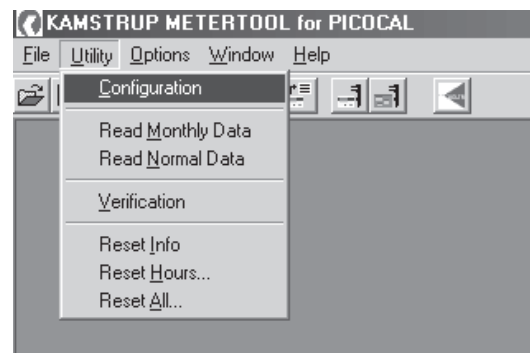 KAMSTRUP METERTOOL for PICOCAL
File Utility Options Window Help
Configuration
Read Monthly Data
Read Normal Data
Verification
Reset Info
Reset Hours...
Reset All...